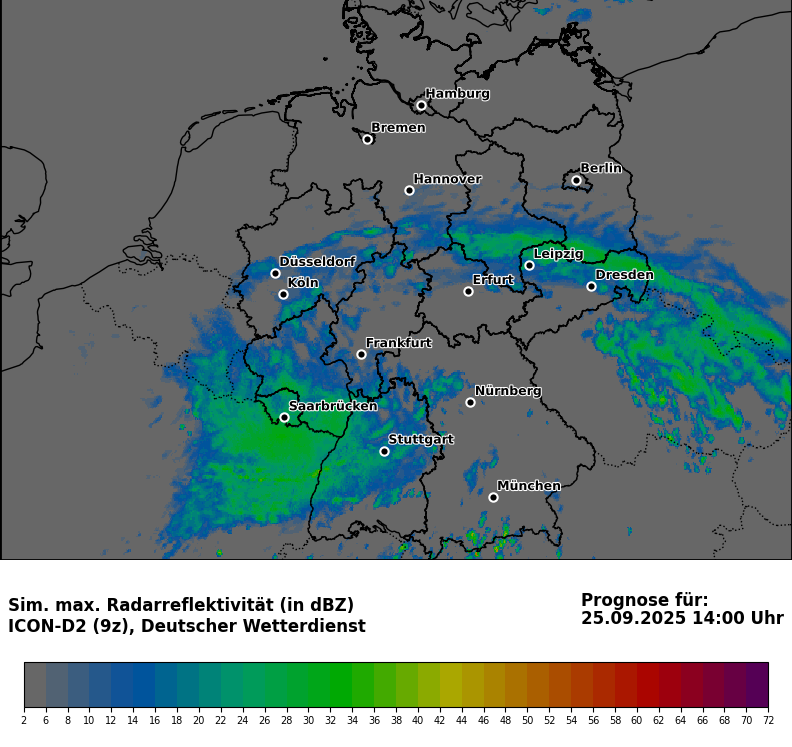 Hamburg
Bremen
Berlin
Hannover
Leipzig
Düsseldorf
Dresden
Köln
Erfurt
Frankfurt
Nürnberg
Saarbrücken
Stuttgart
München
Sim. max. Radarreflektivität (in dBZ)
ICON-D2 (9z), Deutscher Wetterdienst
Prognose für:
25.09.2025 14:00 Uhr
2 6 8 10 12 14 16 18 20 22 24 26 28 30 32 34 36 38 40 42 44 46 48 50 52 54 56 58 60 62 64 66 68 70 72